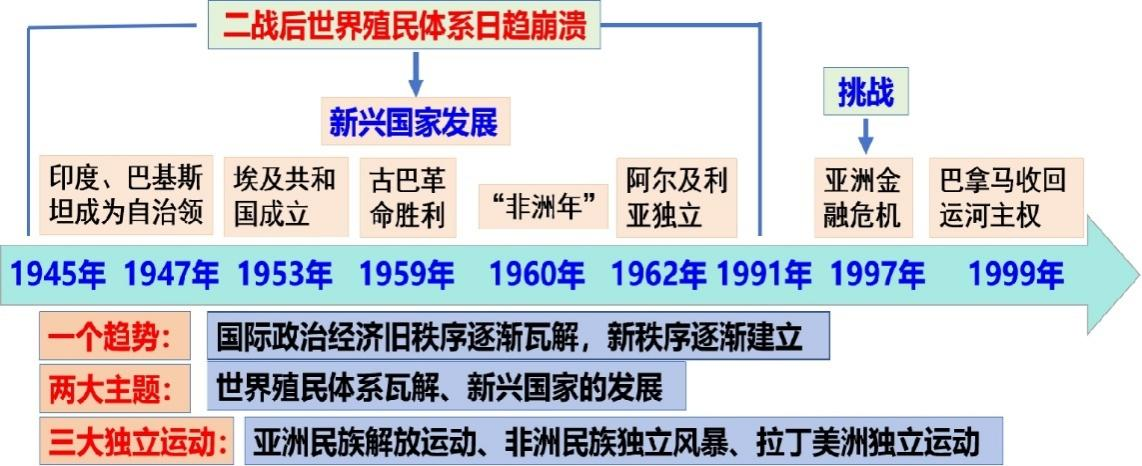 二战后世界殖民体系日趋崩溃
新兴国家发展
挑战
印度、巴基斯
坦成为自治领
埃及共和
国成立
古巴革
命胜利
“非洲年”
阿尔及利
亚独立
亚洲金
融危机
巴拿马收回
运河主权
1945年 1947年 1953年 1959年 1960年 1962年 1991年 1997年 1999年
一个趋势： 国际政治经济旧秩序逐渐瓦解，新秩序逐渐建立
两大主题： 世界殖民体系瓦解、新兴国家的发展
三大独立运动： 亚洲民族解放运动、非洲民族独立风暴、拉丁美洲独立运动